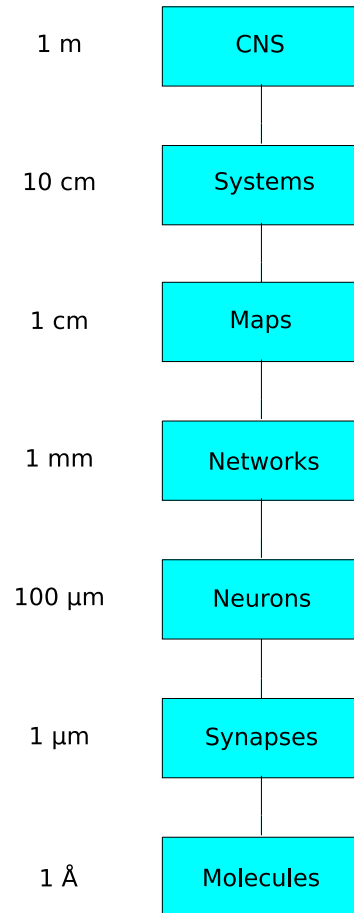 1 m CNS
10 cm Systems
1 cm Maps
1 mm Networks
100 μm Neurons
1 μm Synapses
1 Å Molecules